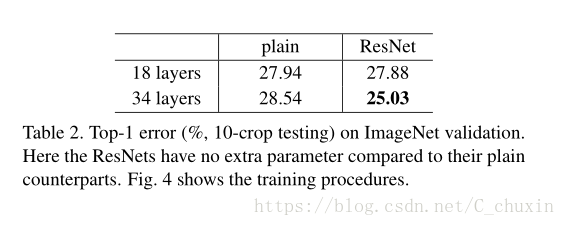 plain ResNet
18 layers 27.94 27.88
34 layers 28.54 25.03
Table 2. Top-1 error (%, 10-crop testing) on ImageNet validation.
Here the ResNets have no extra parameter compared to their plain
counterparts. Fig. 4 shows the training procedures.
https://blog.csdn.net/C_chuxin